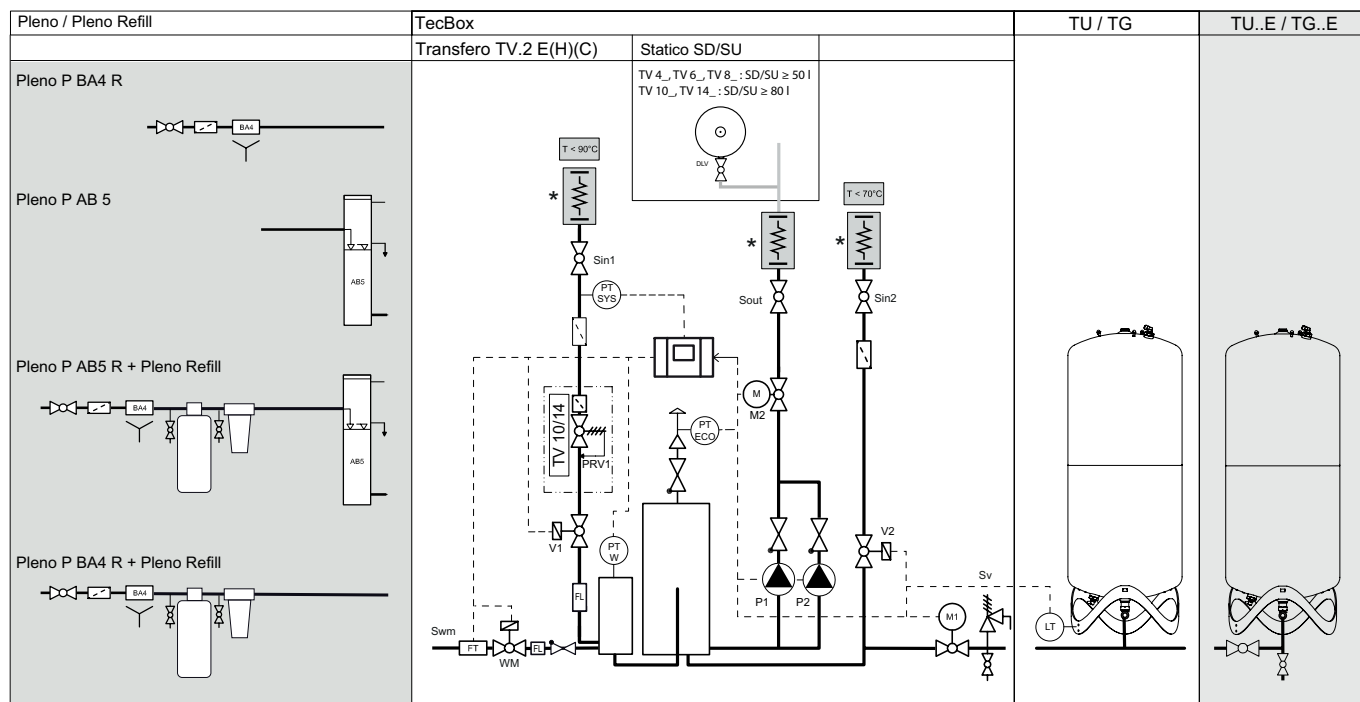 Pleno / Pleno Refill
TecBox
TU / TG
TU..E / TG..E
Transfero TV.2 E(H)(C)
Statico SD/SU
Pleno P BA4 R
BA4
Pleno P AB 5
AB5
Pleno P AB5 R + Pleno Refill
BA4
AB5
Pleno P BA4 R + Pleno Refill
BA4
TV 4_, TV 6_, TV 8_ : SD/SU ≥ 50 l
TV 10_, TV 14_ : SD/SU ≥ 80 l
DLV
T < 90°C
*
Sin1
PT
SYS
T < 70°C
*
*
Sout
Sin2
M
M2
PT
ECO
TV 10/14
PRV1
V1
PT
W
FL
V2
P1
P2
Sv
M1
LT
Swm
FT
WM
FL